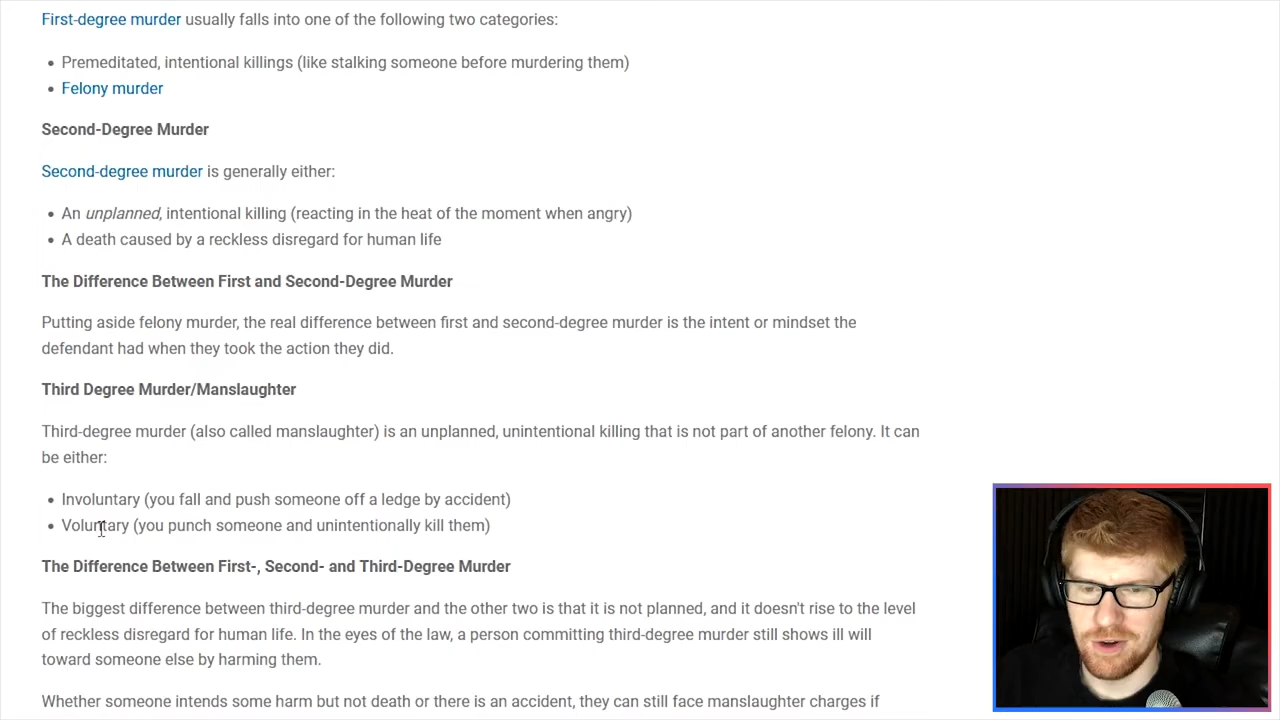 First-degree murder usually falls into one of the following two categories:
• Premeditated, intentional killings (like stalking someone before murdering them)
• Felony murder
Second-Degree Murder
Second-degree murder is generally either:
• An unplanned, intentional killing (reacting in the heat of the moment when angry)
• A death caused by a reckless disregard for human life
The Difference Between First and Second-Degree Murder
Putting aside felony murder, the real difference between first and second-degree murder is the intent or mindset the
defendant had when they took the action they did.
Third Degree Murder/Manslaughter
Third-degree murder (also called manslaughter) is an unplanned, unintentional killing that is not part of another felony. It can
be either:
• Involuntary (you fall and push someone off a ledge by accident)
• Voluntary (you punch someone and unintentionally kill them)
The Difference Between First-, Second- and Third-Degree Murder
The biggest difference between third-degree murder and the other two is that it is not planned, and it doesn't rise to the level
of reckless disregard for human life. In the eyes of the law, a person committing third-degree murder still shows ill will
toward someone else by harming them.
Whether someone intends some harm but not death or there is an accident, they can still face manslaughter charges if